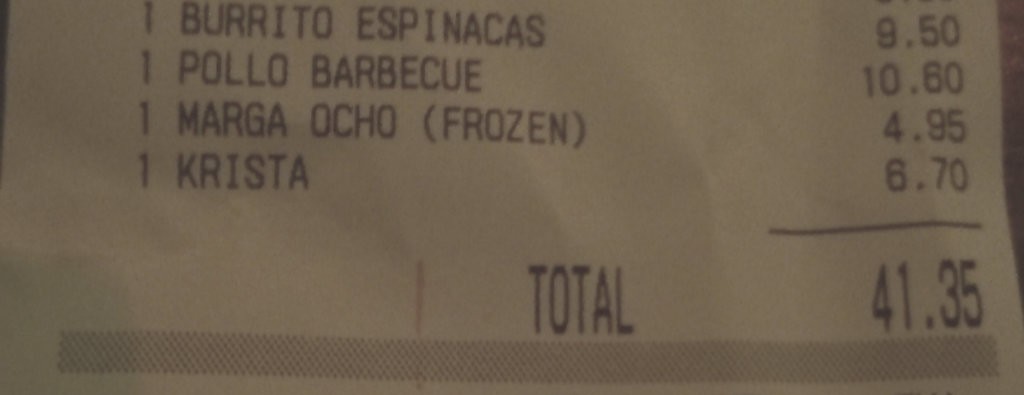 1 BURRITO ESPINACAS 9.50
1 POLLO BARBECUE 10.60
1 MARGA OCHO (FROZEN) 4.95
1 KRISTA 6.70
TOTAL 41.35